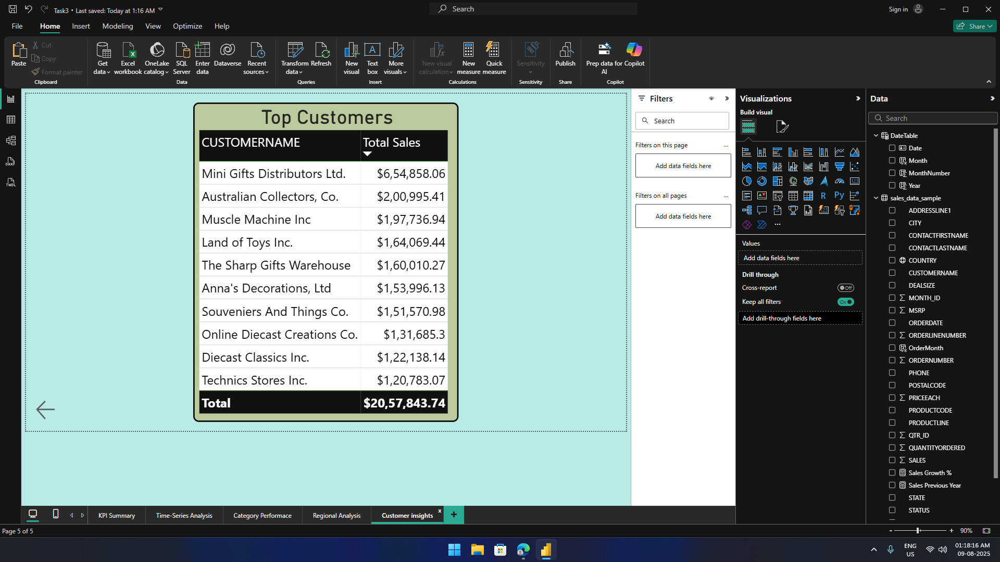 Task3 • Last saved: Today at 1:16 AM
Search
Sign in
File
Home
Insert
Modeling
View
Optimize
Help
Share
Paste
Cut
Copy
Format painter
Clipboard
Get data
Excel workbook
OneLake catalog
SQL Server
Enter data
Dataverse
Recent sources
Data
Transform data
Refresh
Queries
New visual
Text box
More visuals
Insert
New visual calculation
New measure
Quick measure
Calculations
Sensitivity
Sensitivity
Publish
Share
Prep data for AI
Copilot
Copilot
Top Customers
CUSTOMERNAME Total Sales
Mini Gifts Distributors Ltd. $6,54,858.06
Australian Collectors, Co. $2,00,995.41
Muscle Machine Inc $1,97,736.94
Land of Toys Inc. $1,64,069.44
The Sharp Gifts Warehouse $1,60,010.27
Anna's Decorations, Ltd $1,53,996.13
Souveniers And Things Co. $1,51,570.98
Online Diecast Creations Co. $1,31,685.3
Diecast Classics Inc. $1,22,138.14
Technics Stores Inc. $1,20,783.07
Total $20,57,843.74
Filters
Search
Filters on this page
Add data fields here
Filters on all pages
Add data fields here
Visualizations
Build visual
R
Py
Values
Add data fields here
Drill through
Cross-report Off
Keep all filters On
Add drill-through fields here
Data
Search
DateTable
Date
Month
MonthNumber
Year
sales_data_sample
ADDRESSLINE1
CITY
CONTACTFIRSTNAME
CONTACTLASTNAME
COUNTRY
CUSTOMERNAME
DEALSIZE
MONTH_ID
MSRP
ORDERDATE
ORDERLINENUMBER
OrderMonth
ORDERNUMBER
PHONE
POSTALCODE
PRICEEACH
PRODUCTCODE
PRODUCTLINE
QTR_ID
QUANTITYORDERED
SALES
Sales Growth %
Sales Previous Year
STATE
STATUS
KPI Summary
Time-Series Analysis
Category Performace
Regional Analysis
Customer insights
Page 5 of 5
- + 90%
ENG
US
01:18:16 AM
09-08-2025